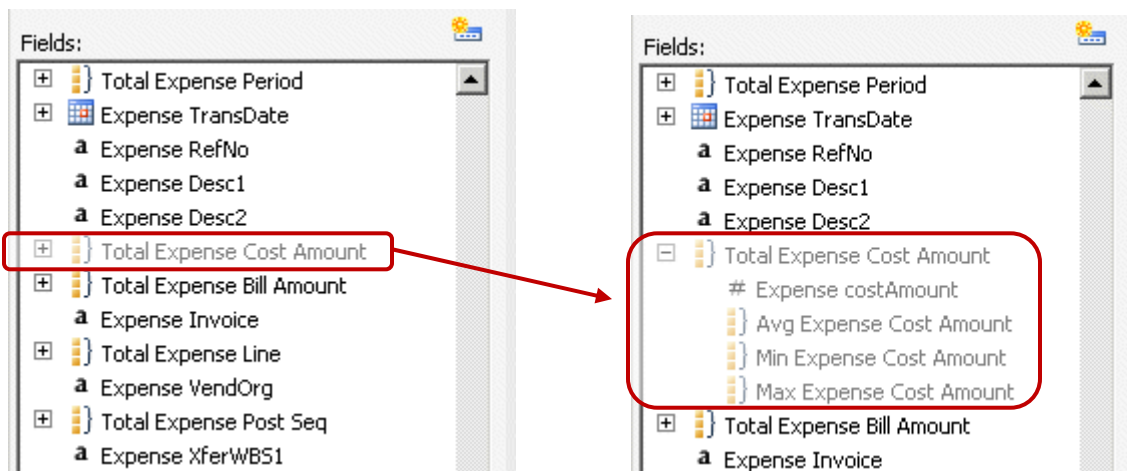 Fields:
Total Expense Period
Expense TransDate
a Expense RefNo
a Expense Desc1
a Expense Desc2
Total Expense Cost Amount
Total Expense Bill Amount
a Expense Invoice
Total Expense Line
a Expense VendOrg
Total Expense Post Seq
a Expense XferWBS1
Fields:
Total Expense Period
Expense TransDate
a Expense RefNo
a Expense Desc1
a Expense Desc2
Total Expense Cost Amount
# Expense costAmount
Avg Expense Cost Amount
Min Expense Cost Amount
Max Expense Cost Amount
Total Expense Bill Amount
a Expense Invoice